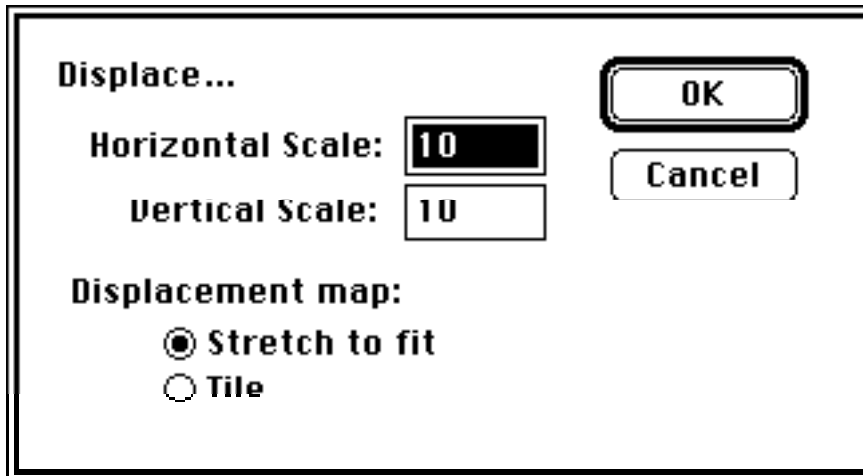 Displace...
OK
Horizontal Scale: 10
Cancel
Vertical Scale: 10
Displacement map:
Stretch to fit
Tile